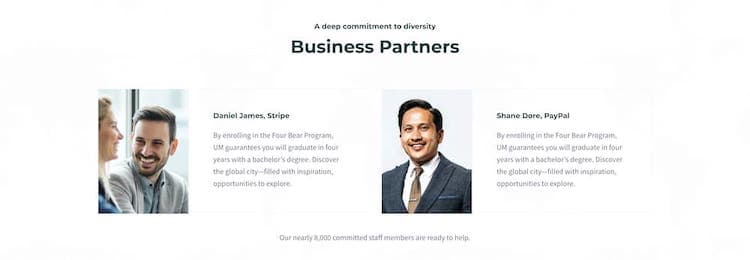 A deep commitment to diversity
Business Partners
Daniel James, Stripe
By enrolling in the Four Bear Program,
UM guarantees you will graduate in four
years with a bachelor's degree. Discover
the global city—filled with inspiration,
opportunities to explore.
Shane Dore, PayPal
By enrolling in the Four Bear Program,
UM guarantees you will graduate in four
years with a bachelor's degree. Discover
the global city—filled with inspiration,
opportunities to explore.
Our nearly 8,000 committed staff members are ready to help.